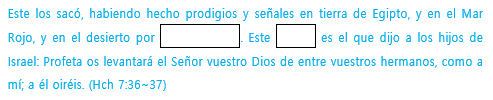 Este los sacó, habiendo hecho prodigios y señales en tierra de Egipto, y en el Mar
Rojo, y en el desierto por . Este es el que dijo a los hijos de
Israel: Profeta os levantará el Señor vuestro Dios de entre vuestros hermanos, como a
mí; a él oiréis. (Hch 7:36~37)